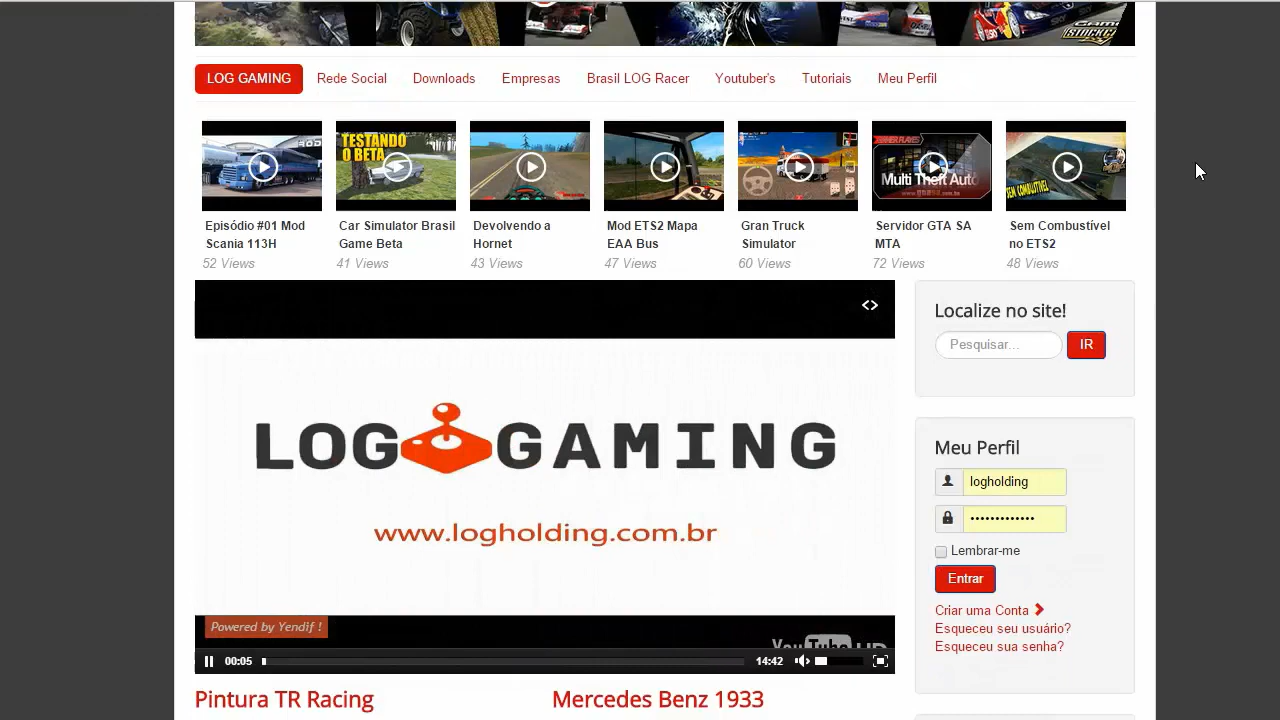 LOG GAMING Rede Social Downloads Empresas Brasil LOG Racer Youtuber's Tutoriais Meu Perfil
TESTANDO
O BETA
Multi Theft Auto
Episódio #01 Mod
Scania 113H
52 Views
Car Simulator Brasil
Game Beta
41 Views
Devolvendo a
Hornet
43 Views
Mod ETS2 Mapa
EAA Bus
47 Views
Gran Truck
Simulator
60 Views
Servidor GTA SA
MTA
72 Views
Sem Combustível
no ETS2
48 Views
LOG GAMING
www.logholding.com.br
Powered by Yendif !
YouTube HD
00:05 14:42
Localize no site!
Pesquisar... IR
Meu Perfil
logholding
•••••••••••••
Lembrar-me
Entrar
Criar uma Conta
Esqueceu seu usuário?
Esqueceu sua senha?
Pintura TR Racing
Mercedes Benz 1933